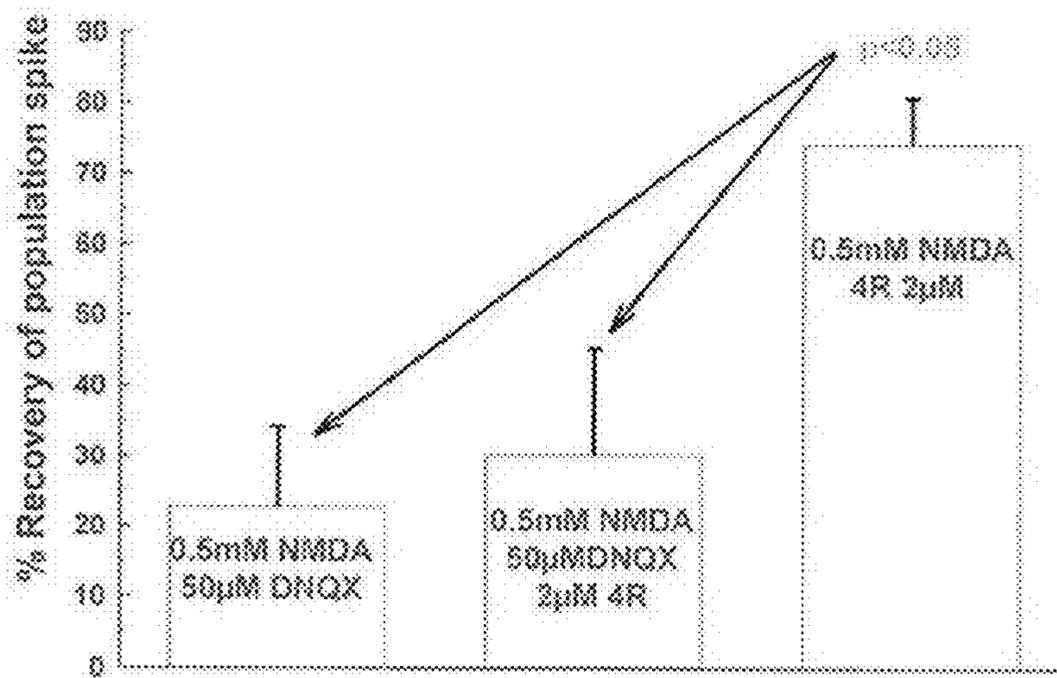 % Recovery of population spike
90
80
70
60
50
40
30
20
10
0
p<0.05
0.5mM NMDA
50µM DNQX
0.5mM NMDA
50µMDNQX
2µM 4R
0.5mM NMDA
4R 2µM